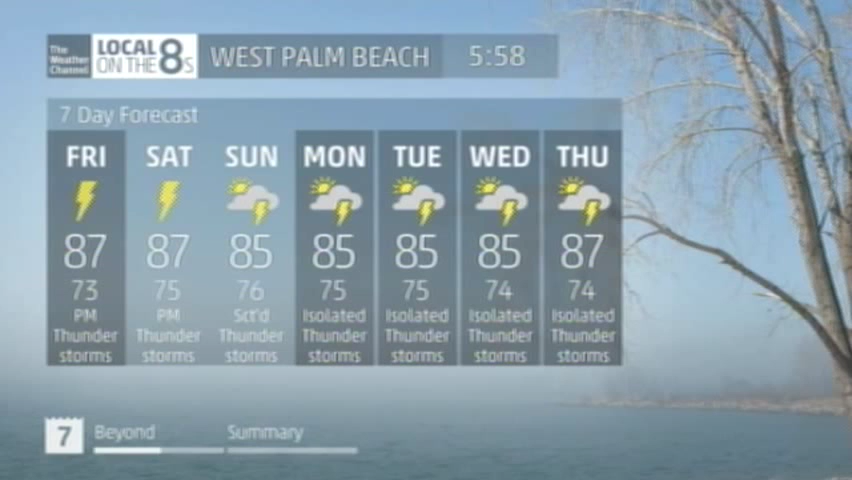 The
Weather
Channel
LOCAL
ON THE 8s
WEST PALM BEACH
5:58
7 Day Forecast
FRI SAT SUN MON TUE WED THU
87 87 85 85 85 85 87
73 75 76 75 75 74 74
PM PM Sct'd Isolated Isolated Isolated Isolated
Thunder Thunder Thunder Thunder Thunder Thunder Thunder
storms storms storms storms storms storms storms
7 Beyond Summary